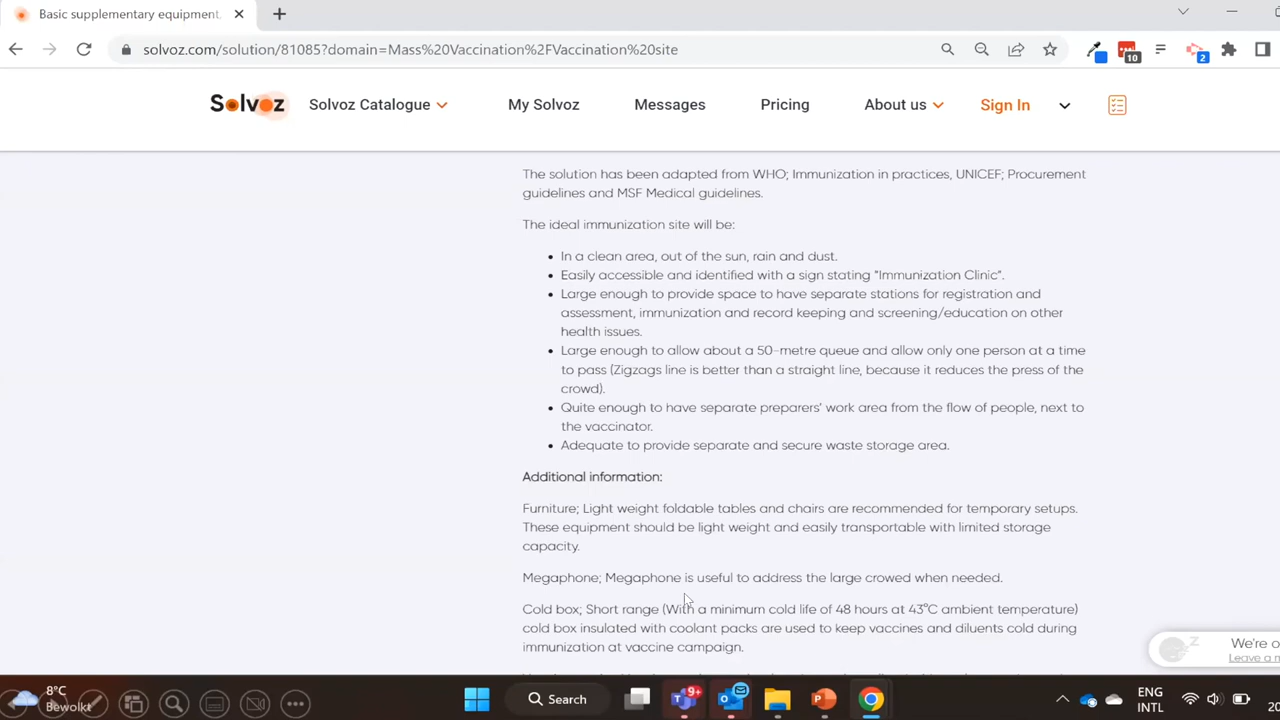 Basic supplementary equipment.
solvoz.com/solution/81085?domain=Mass%20Vaccination%2FVaccination%20site
10
2
Solvoz
Solvoz Catalogue
My Solvoz
Messages
Pricing
About us
Sign In
The solution has been adapted from WHO; Immunization in practices, UNICEF; Procurement
guidelines and MSF Medical guidelines.
The ideal immunization site will be:
• In a clean area, out of the sun, rain and dust.
• Easily accessible and identified with a sign stating "Immunization Clinic".
• Large enough to provide space to have separate stations for registration and
assessment, immunization and record keeping and screening/education on other
health issues.
• Large enough to allow about a 50-metre queue and allow only one person at a time
to pass (Zigzags line is better than a straight line, because it reduces the press of the
crowd).
• Quite enough to have separate preparers' work area from the flow of people, next to
the vaccinator.
• Adequate to provide separate and secure waste storage area.
Additional information:
Furniture; Light weight foldable tables and chairs are recommended for temporary setups.
These equipment should be light weight and easily transportable with limited storage
capacity.
Megaphone; Megaphone is useful to address the large crowed when needed.
Cold box; Short range (With a minimum cold life of 48 hours at 43°C ambient temperature)
cold box insulated with coolant packs are used to keep vaccines and diluents cold during
immunization at vaccine campaign.
We're o
Leave a m
8°C
Bewolkt
Search
9+
ENG
INTL
20